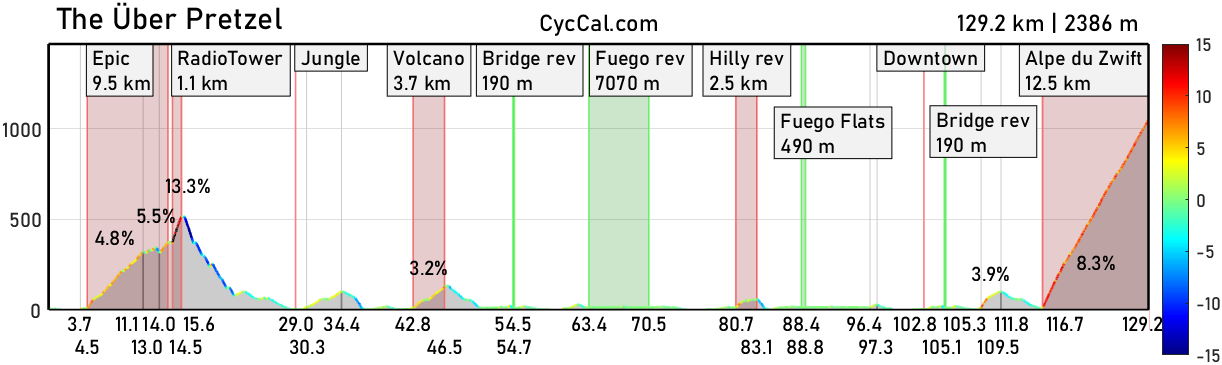 The Über Pretzel
CycCal.com
129.2 km | 2386 m
Epic
9.5 km
RadioTower
1.1 km
Jungle
Volcano
3.7 km
Bridge rev
190 m
Fuego rev
7070 m
Hilly rev
2.5 km
Downtown
Alpe du Zwift
12.5 km
Fuego Flats
490 m
Bridge rev
190 m
1000
500
0
4.8%
5.5%
13.3%
3.2%
3.9%
8.3%
3.7 11.1 14.0 15.6 29.0 34.4 42.8 54.5 63.4 70.5 80.7 88.4 96.4 102.8 105.3 111.8 116.7 129.2
4.5 13.0 14.5 30.3 46.5 54.7 83.1 88.8 97.3 105.1 109.5
15
10
5
0
−5
−10
−15